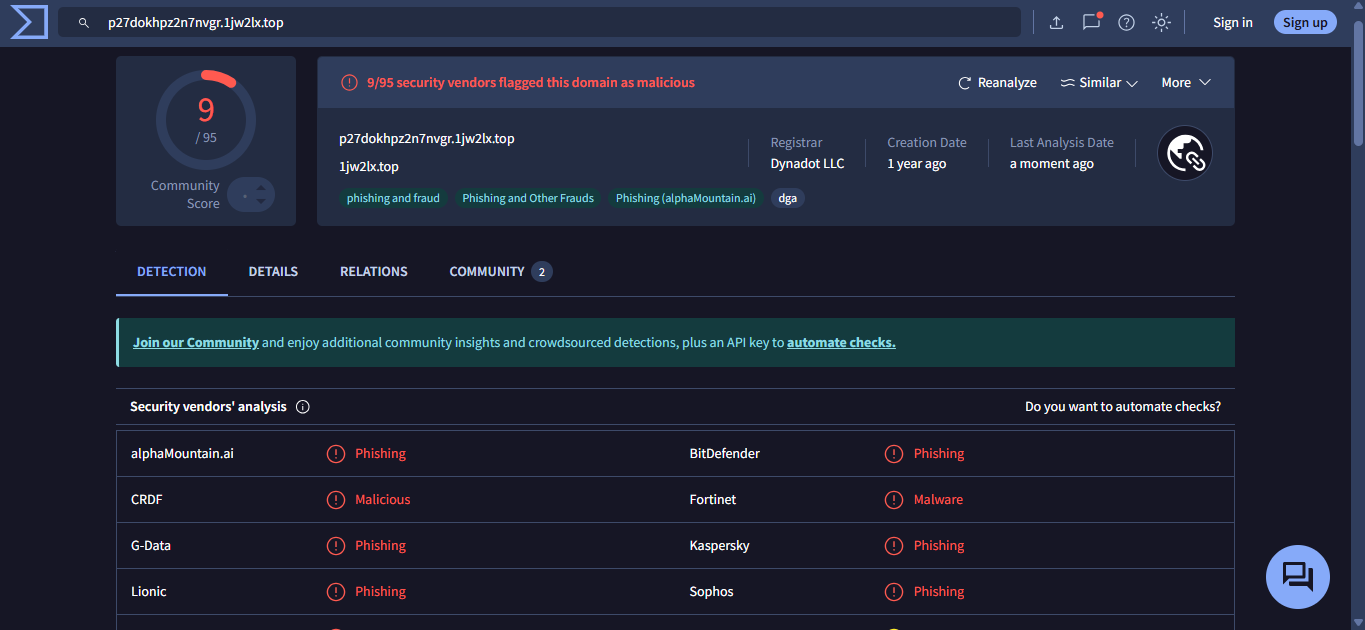 p27dokhpz2n7nvgr.1jw2lx.top
Sign in
Sign up
9
/ 95
Community
Score
9/95 security vendors flagged this domain as malicious
Reanalyze
Similar
More
p27dokhpz2n7nvgr.1jw2lx.top
1jw2lx.top
Registrar
Dynadot LLC
Creation Date
1 year ago
Last Analysis Date
a moment ago
phishing and fraud
Phishing and Other Frauds
Phishing (alphaMountain.ai)
dga
DETECTION
DETAILS
RELATIONS
COMMUNITY 2
Join our Community and enjoy additional community insights and crowdsourced detections, plus an API key to automate checks.
Security vendors' analysis
Do you want to automate checks?
alphaMountain.ai Phishing BitDefender Phishing
CRDF Malicious Fortinet Malware
G-Data Phishing Kaspersky Phishing
Lionic Phishing Sophos Phishing